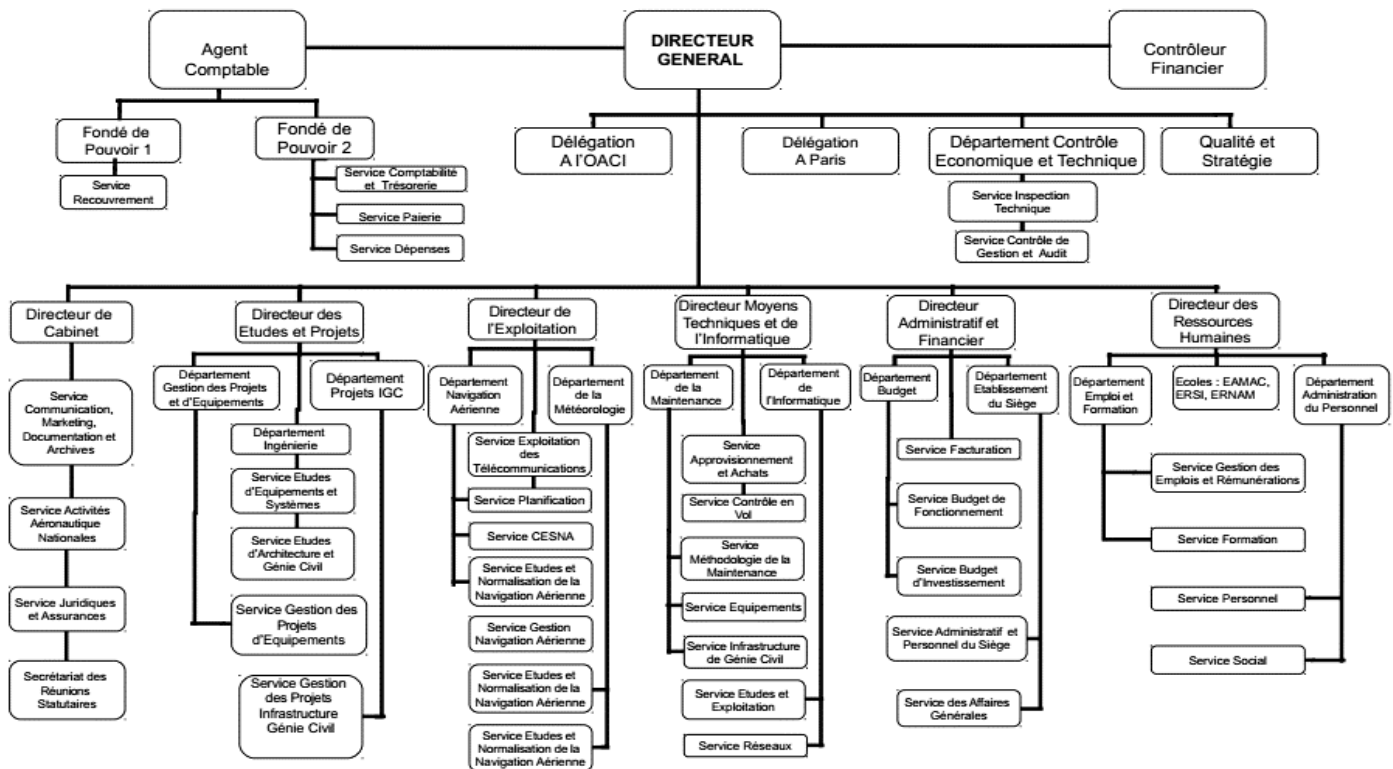 Agent
Comptable
DIRECTEUR
GENERAL
Contrôleur
Financier
Fondé de
Pouvoir 1
Service
Recouvrement
Fondé de
Pouvoir 2
Service Comptabilité
et Trésorerie
Service Paierie
Service Dépenses
Délégation
A l'OACI
Délégation
A Paris
Département Contrôle
Economique et Technique
Service Inspection
Technique
Service Contrôle de
Gestion et Audit
Qualité et
Stratégie
Directeur de
Cabinet
Service
Communication,
Marketing,
Documentation et
Archives
Service Activités
Aéronautique
Nationales
Service Juridiques
et Assurances
Secrétariat des
Réunions
Statutaires
Directeur des
Etudes et Projets
Département
Gestion des Projets
et d'Equipements
Département
Projets IGC
Département
Ingénierie
Service Etudes
d'Equipements et
Systèmes
Service Etudes
d'Architecture et
Génie Civil
Service Gestion des
Projets
d'Equipements
Service Gestion
des Projets
Infrastructure
Génie Civil
Directeur de
l'Exploitation
Département
Navigation
Aérienne
Département
de la
Météorologie
Service Exploitation
des
Télécommunications
Service Planification
Service CESNA
Service Etudes et
Normalisation de la
Navigation Aérienne
Service Gestion
Navigation Aérienne
Service Etudes et
Normalisation de la
Navigation Aérienne
Service Etudes et
Normalisation de la
Navigation Aérienne
Directeur Moyens
Techniques et de
l'Informatique
Département
de la
Maintenance
Département
de
l'Informatique
Service
Approvisionnement
et Achats
Service Contrôle en
Vol
Service
Méthodologie de la
Maintenance
Service Equipements
Service Infrastructure
de Génie Civil
Service Etudes et
Exploitation
Service Réseaux
Directeur
Administratif et
Financier
Département
Budget
Département
Etablissement
du Siège
Service Facturation
Service Budget de
Fonctionnement
Service Budget
d'Investissement
Service Administratif et
Personnel du Siège
Service des Affaires
Générales
Directeur des
Ressources
Humaines
Département
Emploi et
Formation
Ecoles : EAMAC,
ERSI, ERNAM
Département
Administration
du Personnel
Service Gestion des
Emplois et Rémunérations
Service Formation
Service Personnel
Service Social